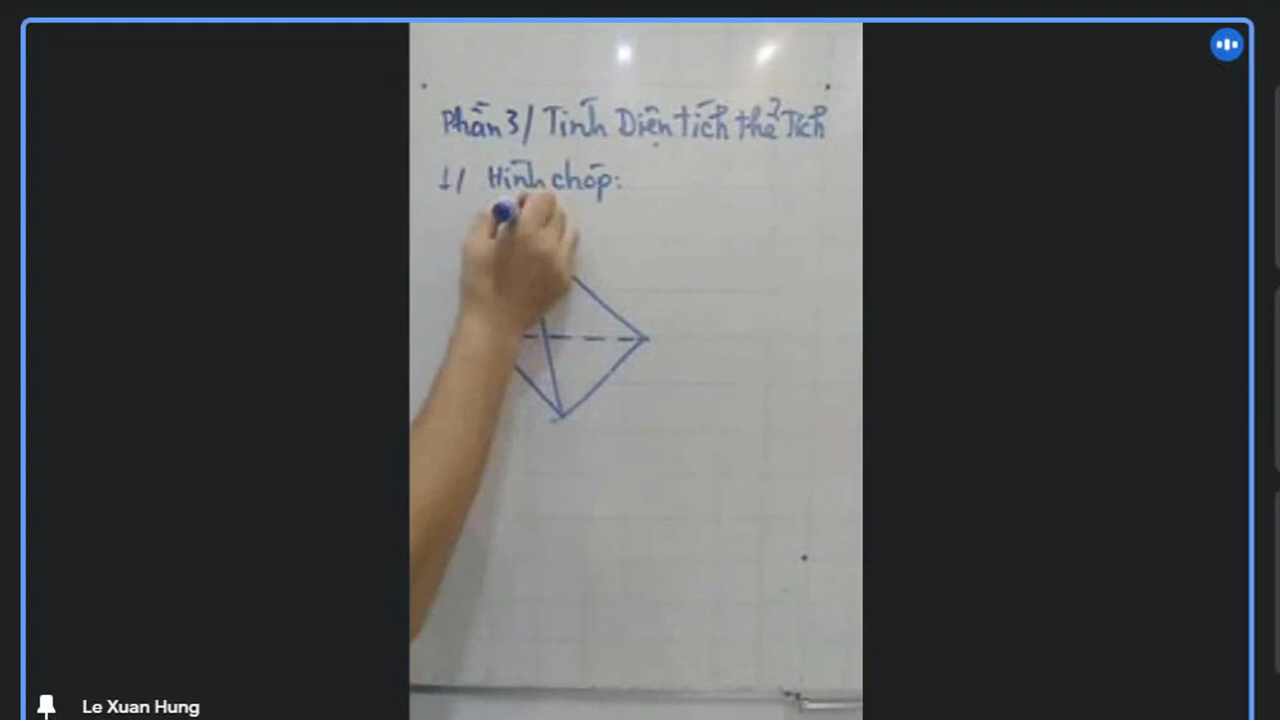 Phần 3/ Tính Diện tích thể Tích
1/ Hình chóp:
Le Xuan Hung